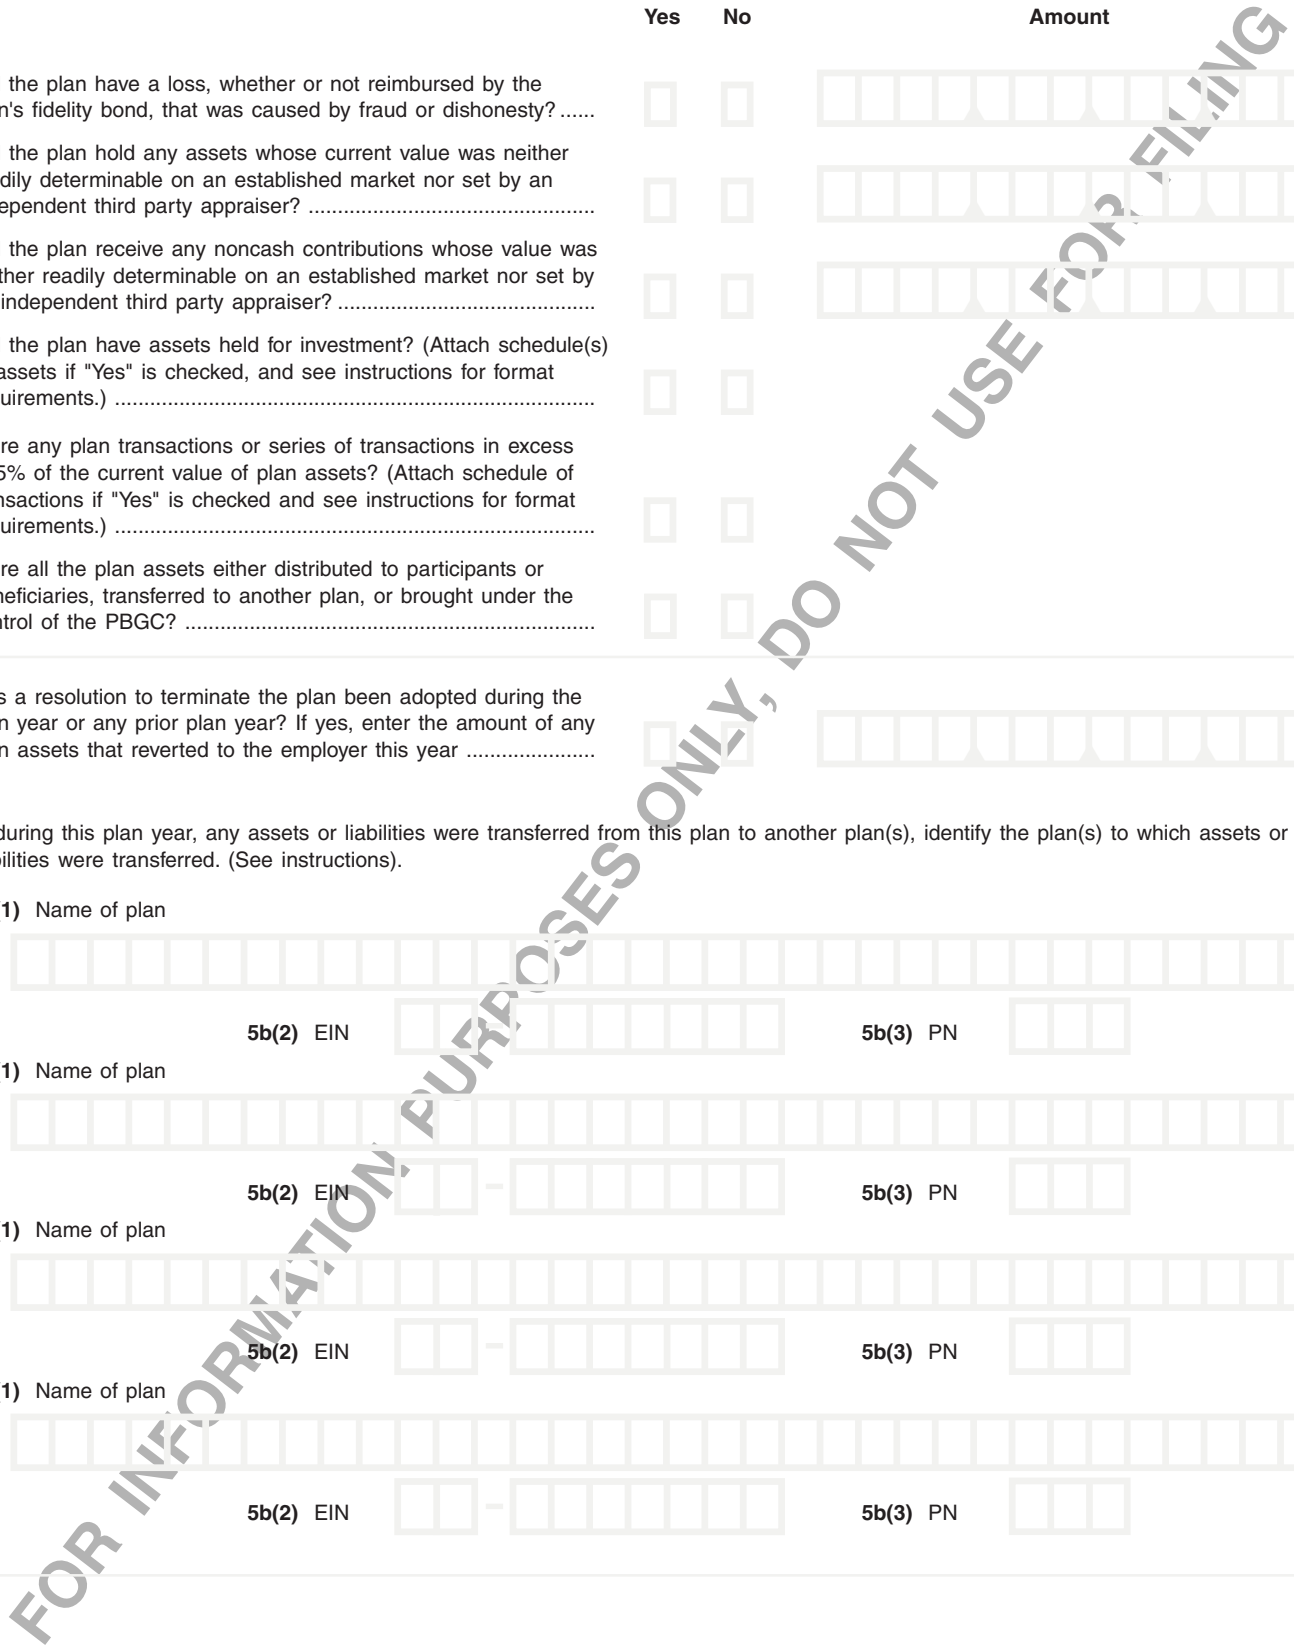 Yes No Amount
the plan have a loss, whether or not reimbursed by the
n's fidelity bond, that was caused by fraud or dishonesty? ......
the plan hold any assets whose current value was neither
dily determinable on an established market nor set by an
ependent third party appraiser? .................................................
the plan receive any noncash contributions whose value was
ther readily determinable on an established market nor set by
independent third party appraiser? ............................................
the plan have assets held for investment? (Attach schedule(s)
assets if "Yes" is checked, and see instructions for format
uirements.) ..................................................................................
re any plan transactions or series of transactions in excess
5% of the current value of plan assets? (Attach schedule of
nsactions if "Yes" is checked and see instructions for format
uirements.) ..................................................................................
re all the plan assets either distributed to participants or
neficiaries, transferred to another plan, or brought under the
ntrol of the PBGC? ......................................................................
s a resolution to terminate the plan been adopted during the
n year or any prior plan year? If yes, enter the amount of any
n assets that reverted to the employer this year ......................
during this plan year, any assets or liabilities were transferred from this plan to another plan(s), identify the plan(s) to which assets or
ilities were transferred. (See instructions).
1) Name of plan
5b(2) EIN 5b(3) PN
1) Name of plan
5b(2) EIN 5b(3) PN
1) Name of plan
5b(2) EIN 5b(3) PN
1) Name of plan
5b(2) EIN 5b(3) PN
FOR INFORMATION PURPOSES ONLY, DO NOT USE FOR FILING